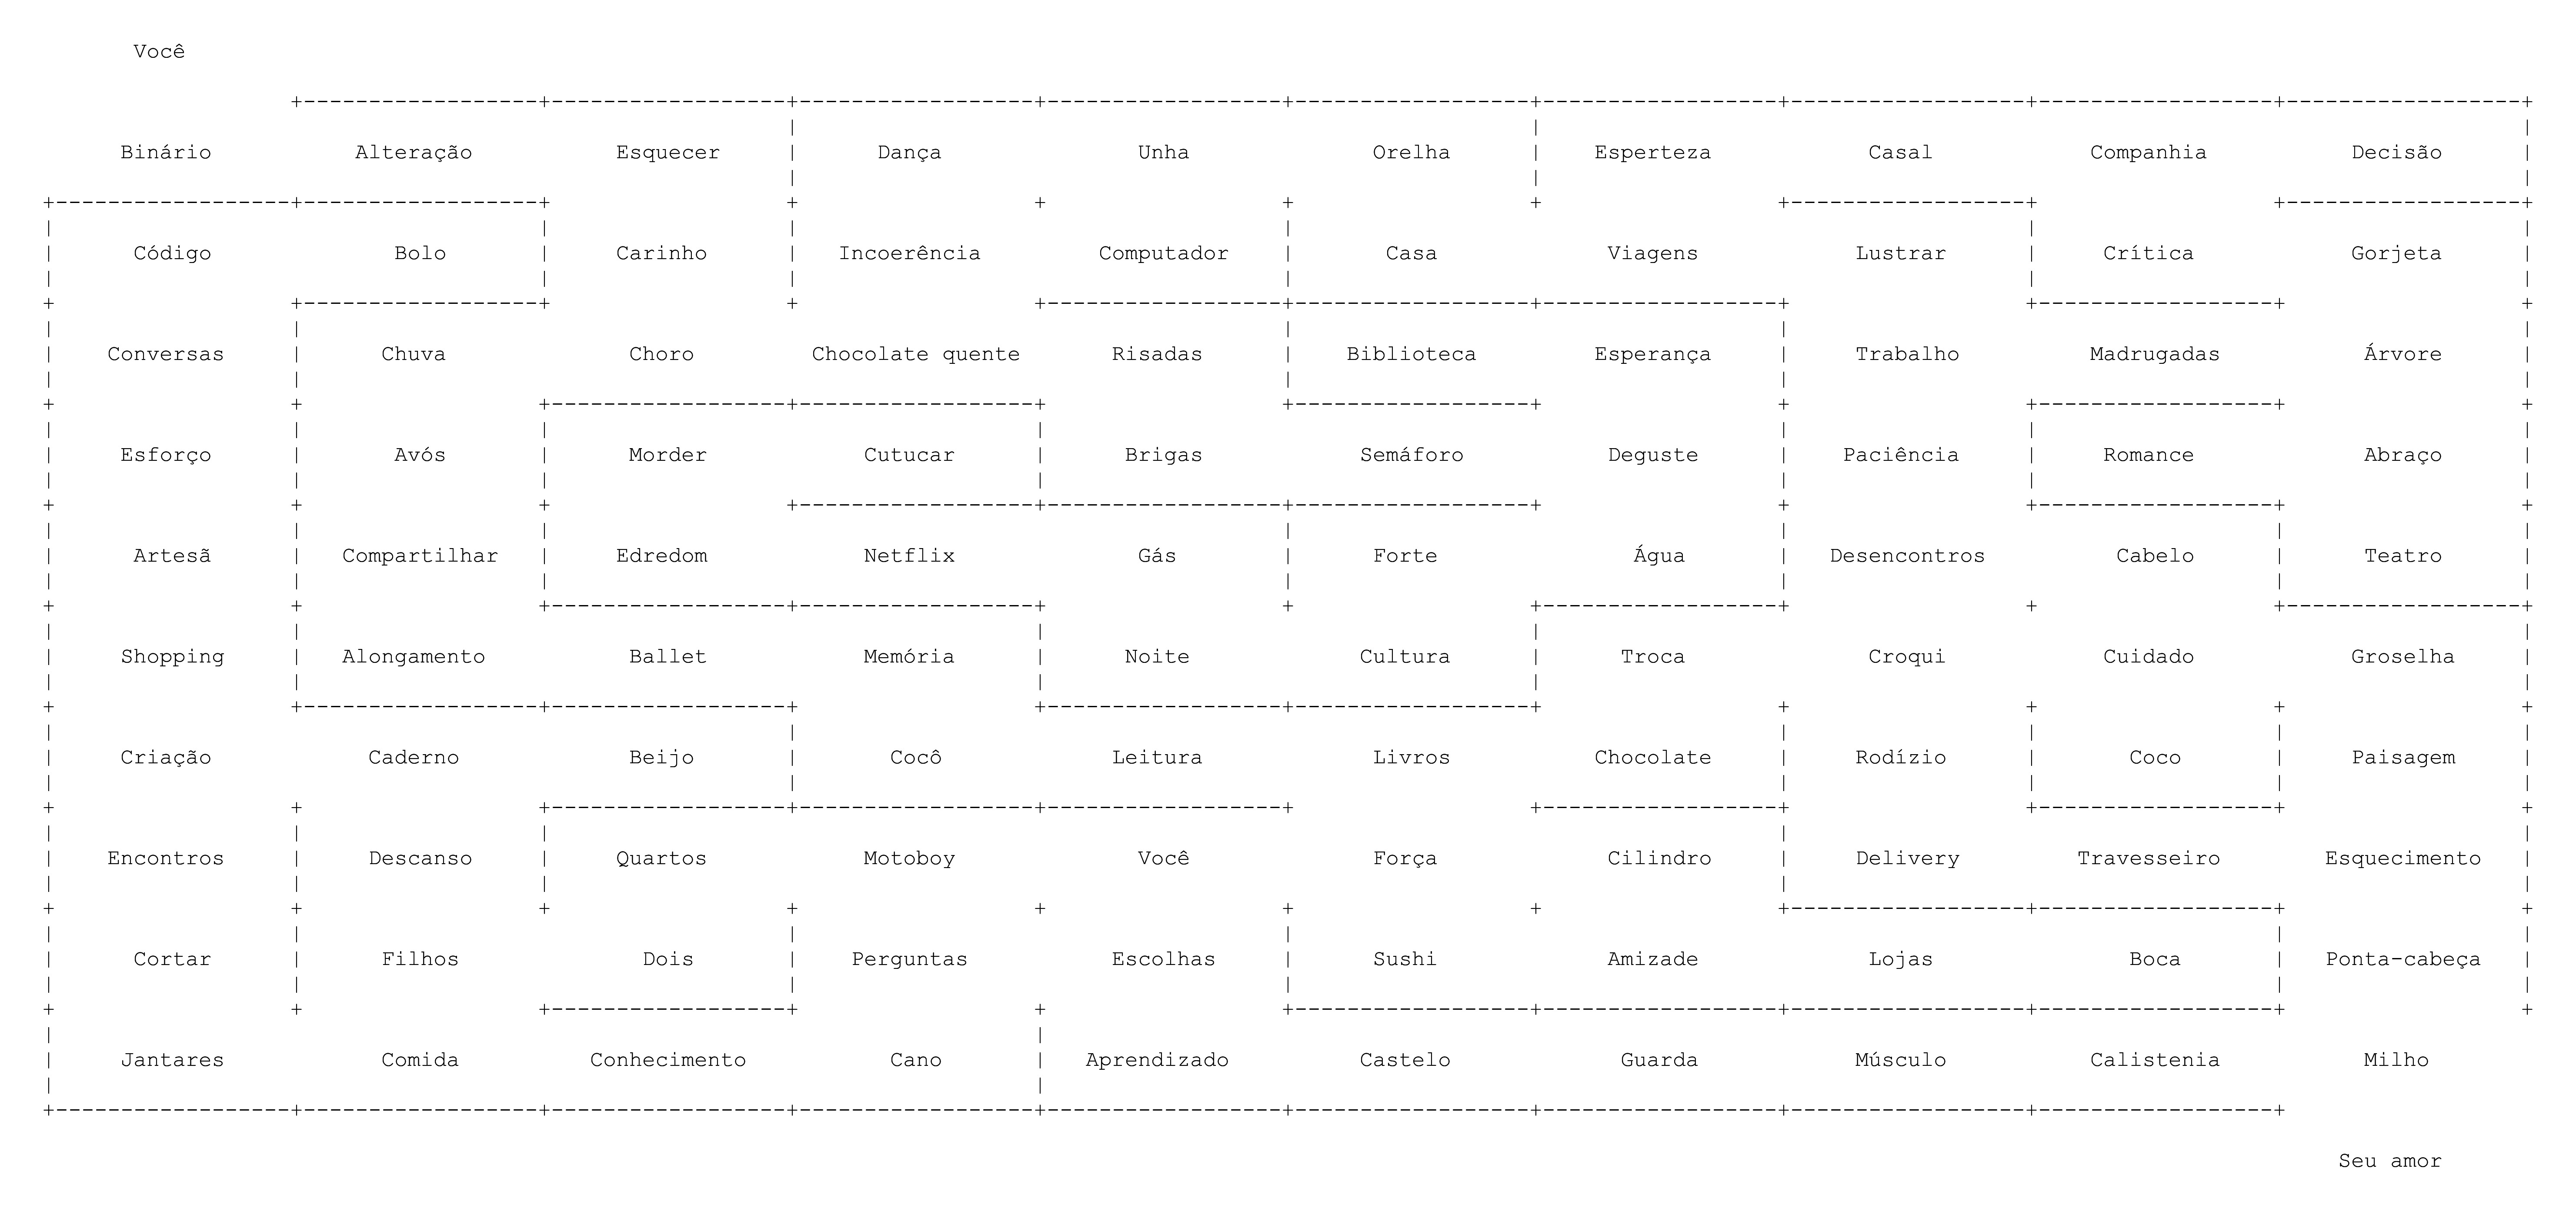 Você
Binário Alteração Esquecer Dança Unha Orelha Esperteza Casal Companhia Decisão
Código Bolo Carinho Incoerência Computador Casa Viagens Lustrar Crítica Gorjeta
Conversas Chuva Choro Chocolate quente Risadas Biblioteca Esperança Trabalho Madrugadas Árvore
Esforço Avós Morder Cutucar Brigas Semáforo Deguste Paciência Romance Abraço
Artesã Compartilhar Edredom Netflix Gás Forte Água Desencontros Cabelo Teatro
Shopping Alongamento Ballet Memória Noite Cultura Troca Croqui Cuidado Groselha
Criação Caderno Beijo Cocô Leitura Livros Chocolate Rodízio Coco Paisagem
Encontros Descanso Quartos Motoboy Você Força Cilindro Delivery Travesseiro Esquecimento
Cortar Filhos Dois Perguntas Escolhas Sushi Amizade Lojas Boca Ponta-cabeça
Jantares Comida Conhecimento Cano Aprendizado Castelo Guarda Músculo Calistenia Milho
Seu amor